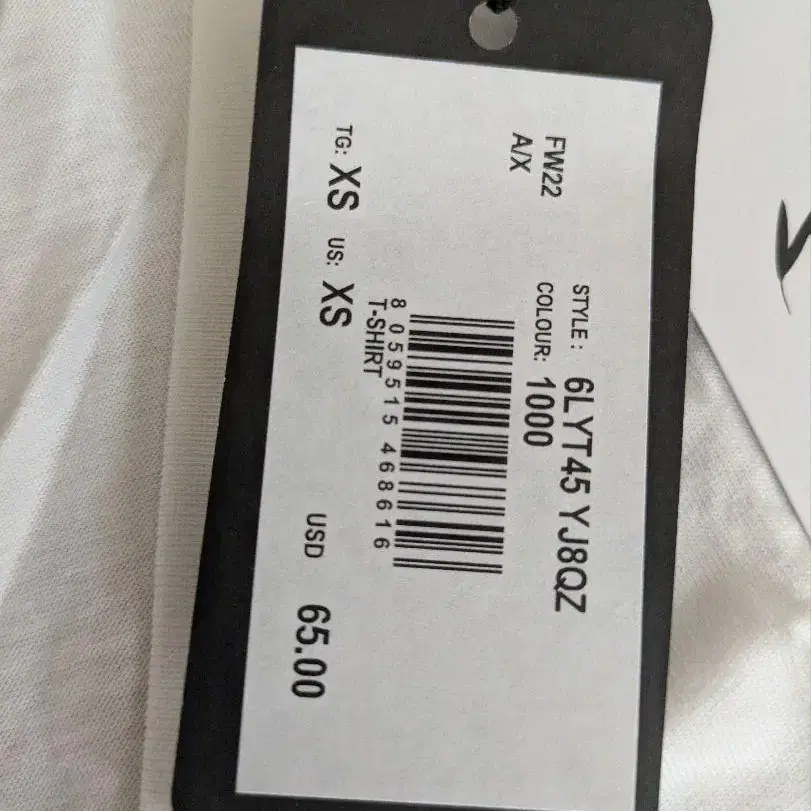 FW22
A/X
STYLE : 6LYT45 YJ8QZ
COLOUR: 1000
8 059515 468616
T-SHIRT
TG: XS US: XS
USD 65.00